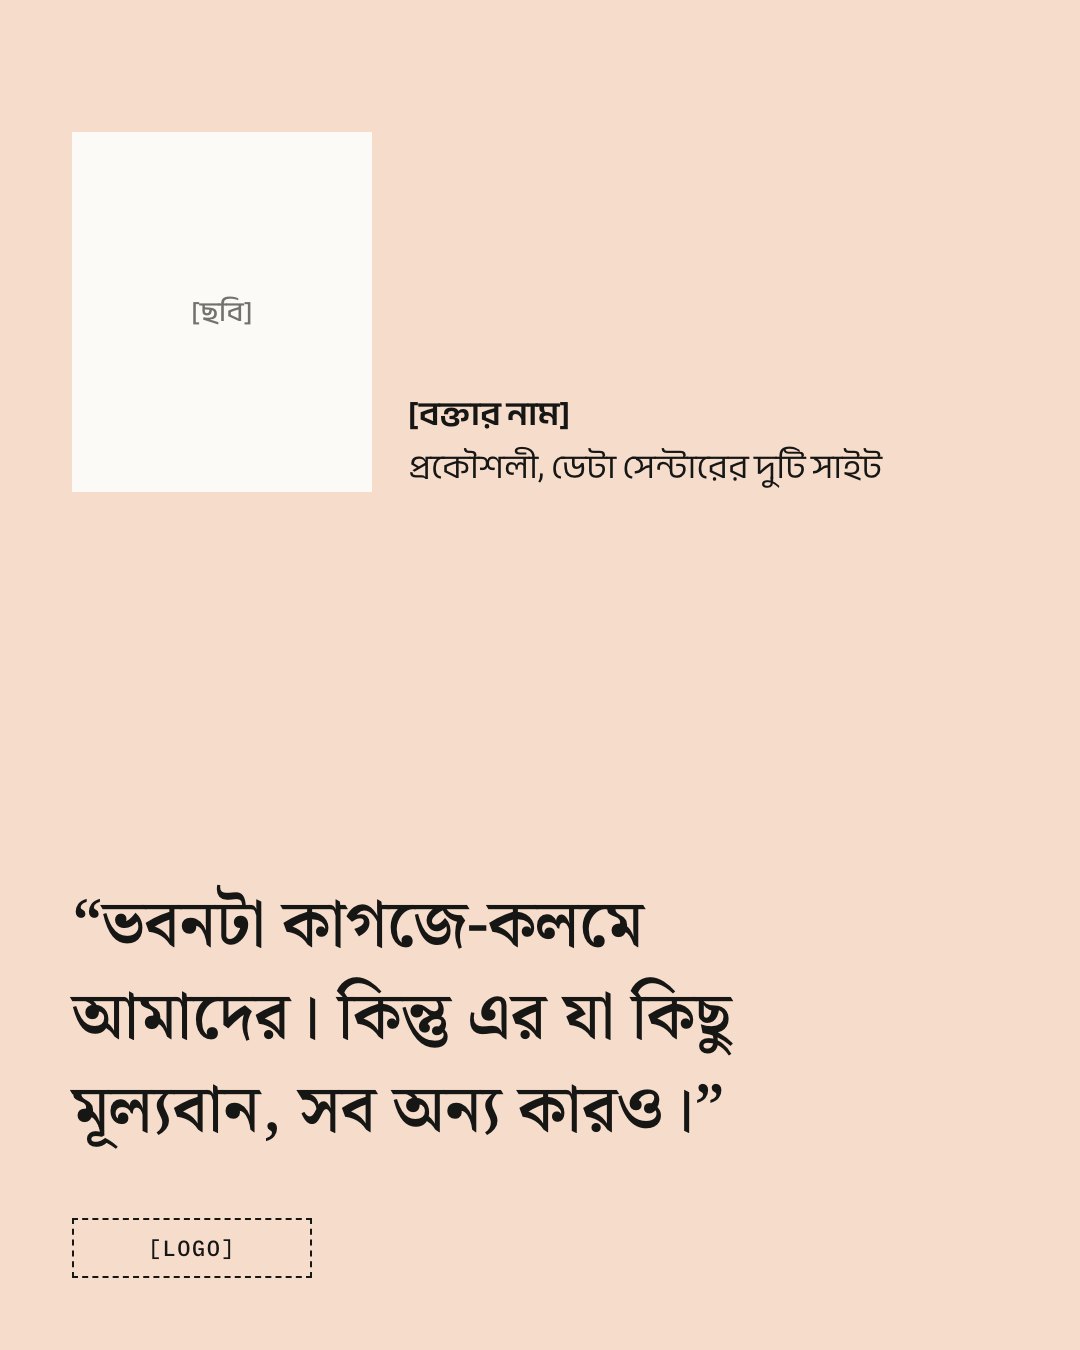 [ছবি]
[বক্তার নাম]
প্রকৌশলী, ডেটা সেন্টারের দুটি সাইট
“ভবনটা কাগজে-কলমে
আমাদের। কিন্তু এর যা কিছু
মূল্যবান, সব অন্য কারও।”
[LOGO]